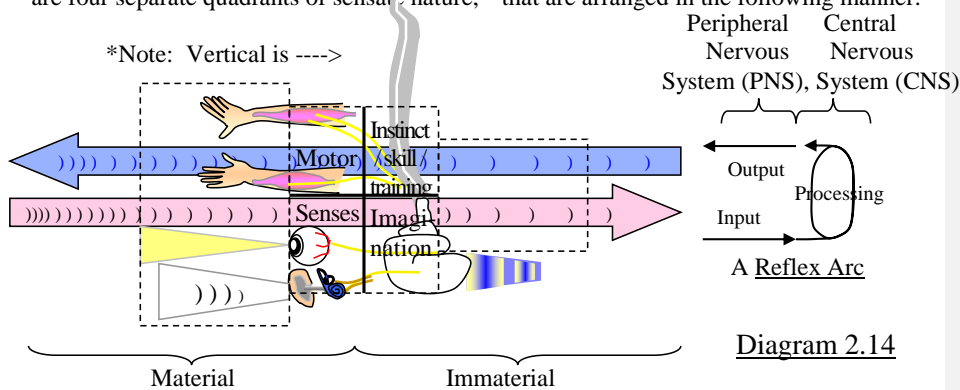 are four separate quadrants of nature, that are arranged in the following manner:
*Note: Vertical is ---->
Peripheral Nervous System (PNS),
Central Nervous System (CNS)
Motor
Instinct
/ skill /
training
Senses
Imagi-
nation
Output
Processing
Input
A Reflex Arc
Diagram 2.14
Material
Immaterial